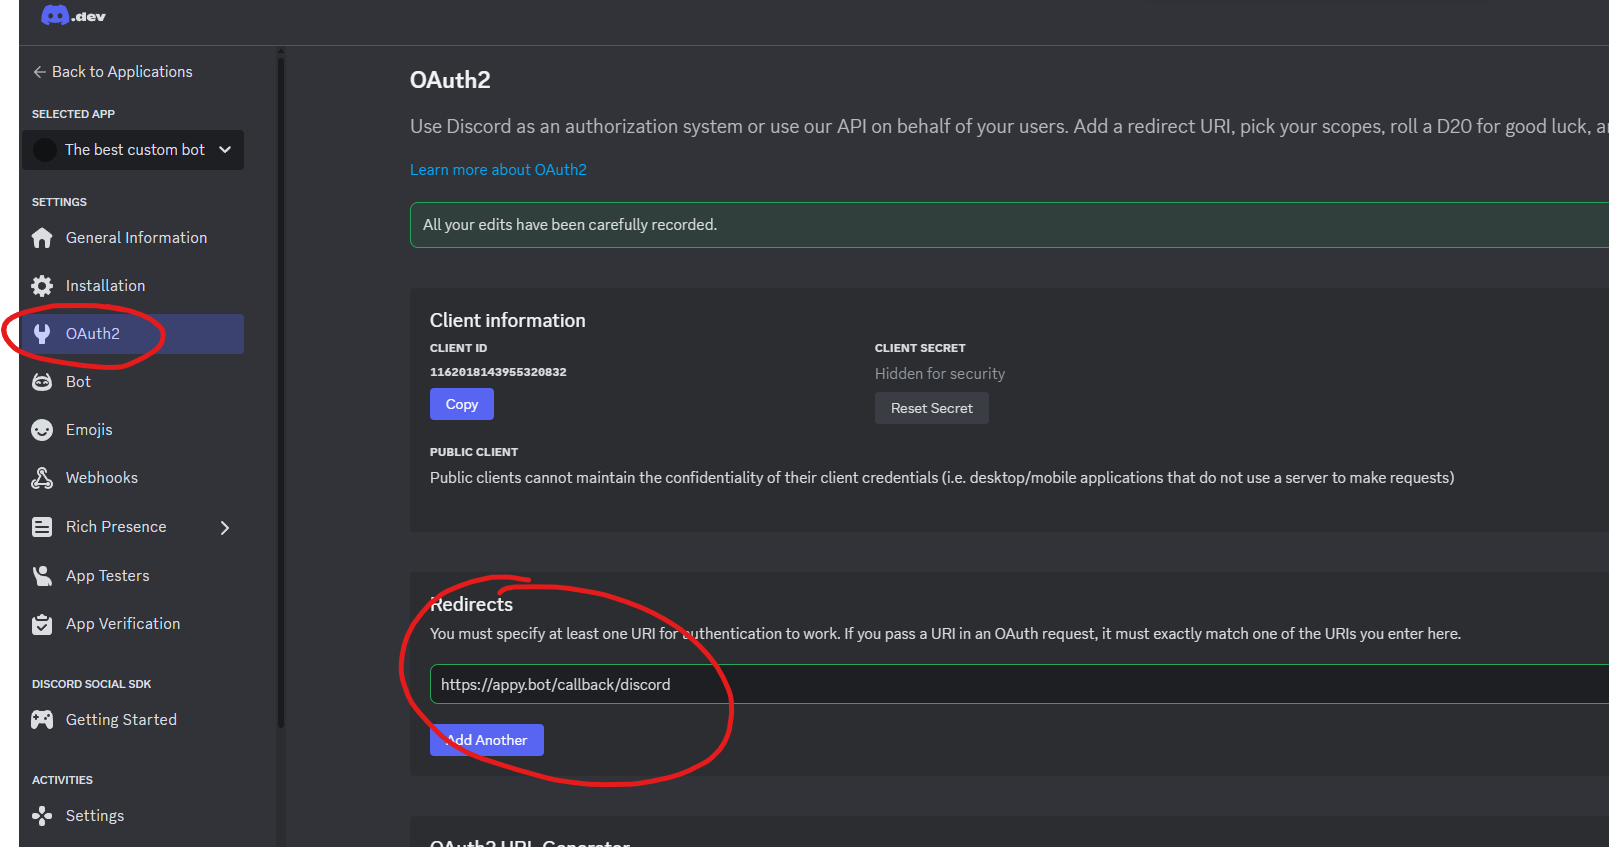 .dev
Back to Applications
SELECTED APP
The best custom bot
SETTINGS
General Information
Installation
OAuth2
Bot
Emojis
Webhooks
Rich Presence
App Testers
App Verification
DISCORD SOCIAL SDK
Getting Started
ACTIVITIES
Settings
OAuth2
Use Discord as an authorization system or use our API on behalf of your users. Add a redirect URI, pick your scopes, roll a D20 for good luck,
Learn more about OAuth2
All your edits have been carefully recorded.
Client information
CLIENT ID
1162018143955320832
Copy
CLIENT SECRET
Hidden for security
Reset Secret
PUBLIC CLIENT
Public clients cannot maintain the confidentiality of their client credentials (i.e. desktop/mobile applications that do not use a server to make requests)
Redirects
You must specify at least one URI for authentication to work. If you pass a URI in an OAuth request, it must exactly match one of the URIs you enter here.
https://appy.bot/callback/discord
Add Another
OAuth2 URL Generator